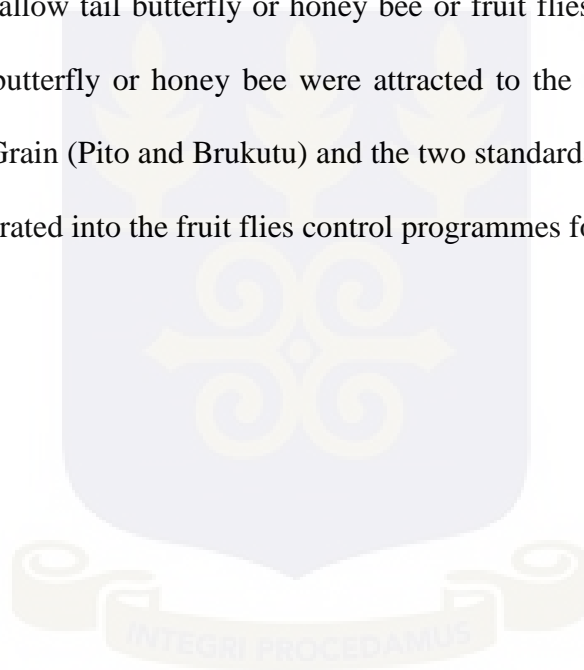 allow tail butterfly or honey bee or fruit flies
butterfly or honey bee were attracted to the
Grain (Pito and Brukutu) and the two standard
rated into the fruit flies control programmes fo
INTEGRI PROCEDAMUS